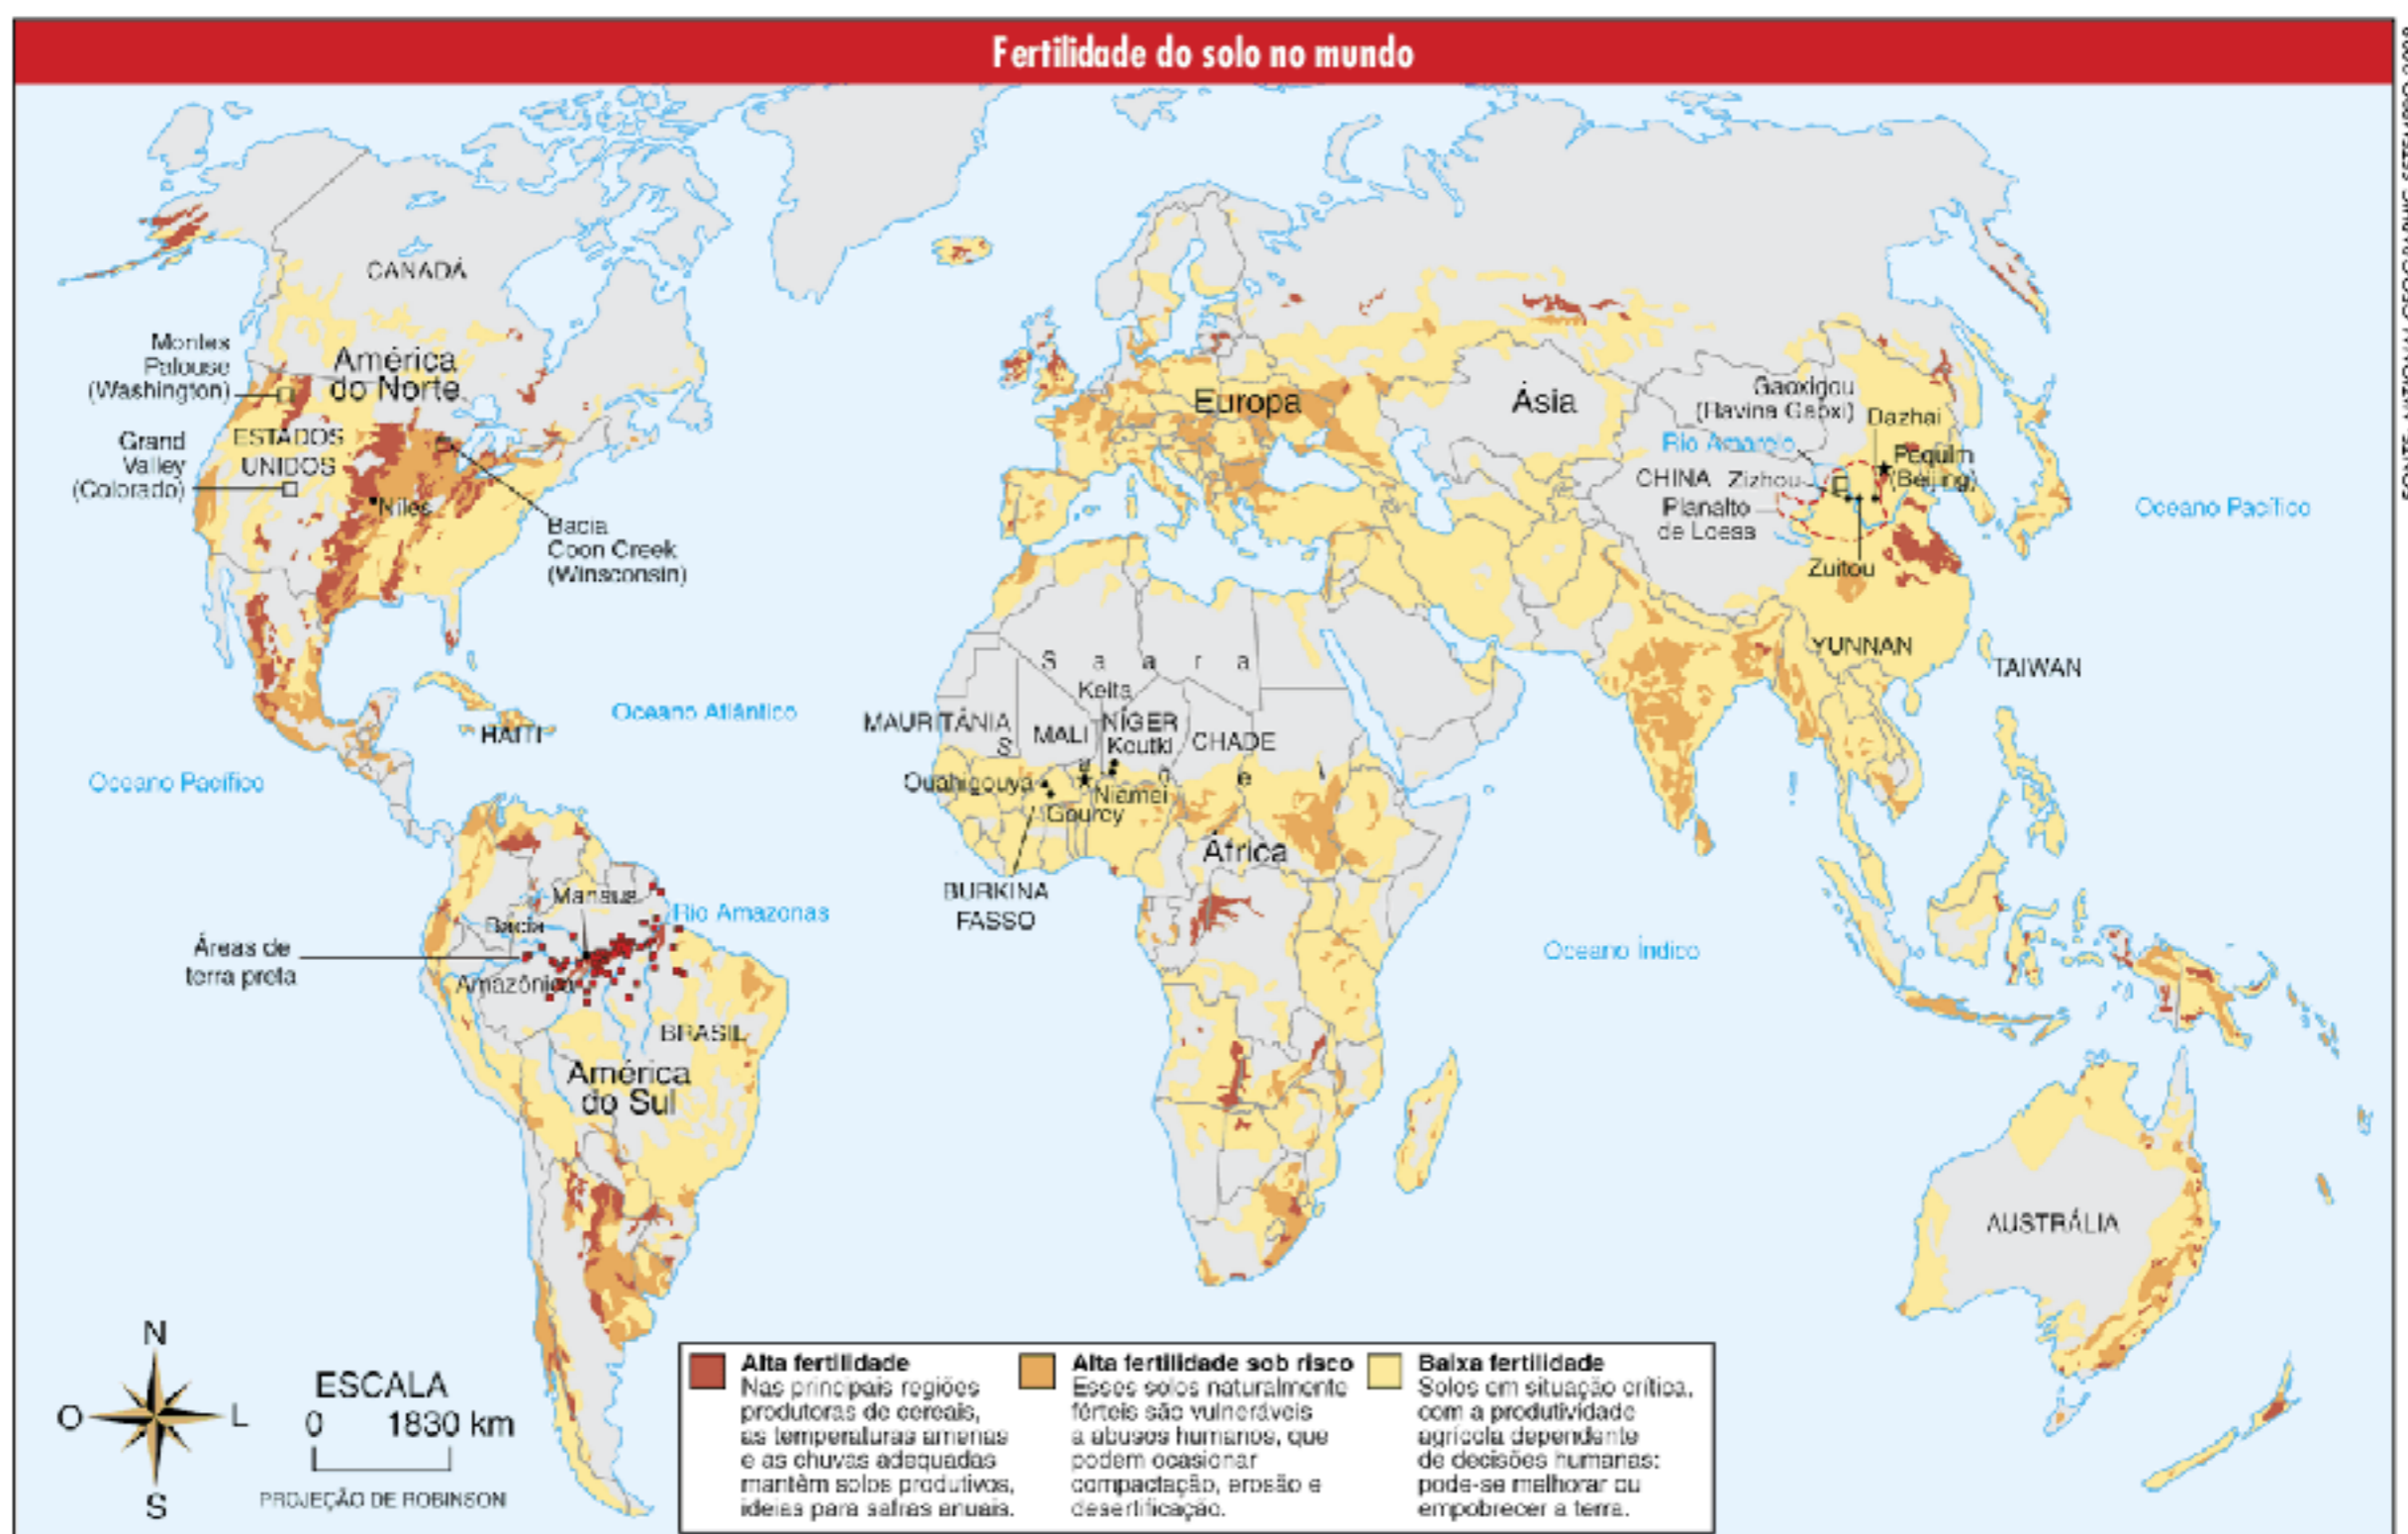 Fertilidade do solo no mundo
CANADÁ
Montes
Palouse
(Washington)
América
do Norte
Grand
Valley
(Colorado)
ESTADOS
UNIDOS
Niles
Bacia
Coon Creek
(Winsconsin)
HAITI
Oceano Atlântico
Oceano Pacífico
Europa
Ásia
Gaoxigou
(Ravina Gaoxi)
Dazhai
Rio Amarelo
Pequim
(Beijing)
CHINA
Zizhou
Planalto
de Loess
Zuitou
YUNNAN
TAIWAN
Oceano Pacífico
S a a r a
Keita
MAURITÂNIA
MALI
NÍGER
CHADE
Koutki
S a e
Ouahigouya
Niamei
Gourcy
África
BURKINA
FASSO
Manaus
Rio Amazonas
Bacia
Amazônica
Áreas de
terra preta
BRASIL
América
do Sul
Oceano Índico
AUSTRÁLIA
N
O
L
S
ESCALA
0 1830 km
PROJEÇÃO DE ROBINSON
Alta fertilidade
Nas principais regiões
produtoras de cereais,
as temperaturas amenas
e as chuvas adequadas
mantêm solos produtivos,
ideias para safras anuais.
Alta fertilidade sob risco
Esses solos naturalmente
férteis são vulneráveis
a abusos humanos, que
podem ocasionar
compactação, erosão e
desertificação.
Baixa fertilidade
Solos em situação crítica,
com a produtividade
agrícola dependente
de decisões humanas:
pode-se melhorar ou
empobrecer a terra.